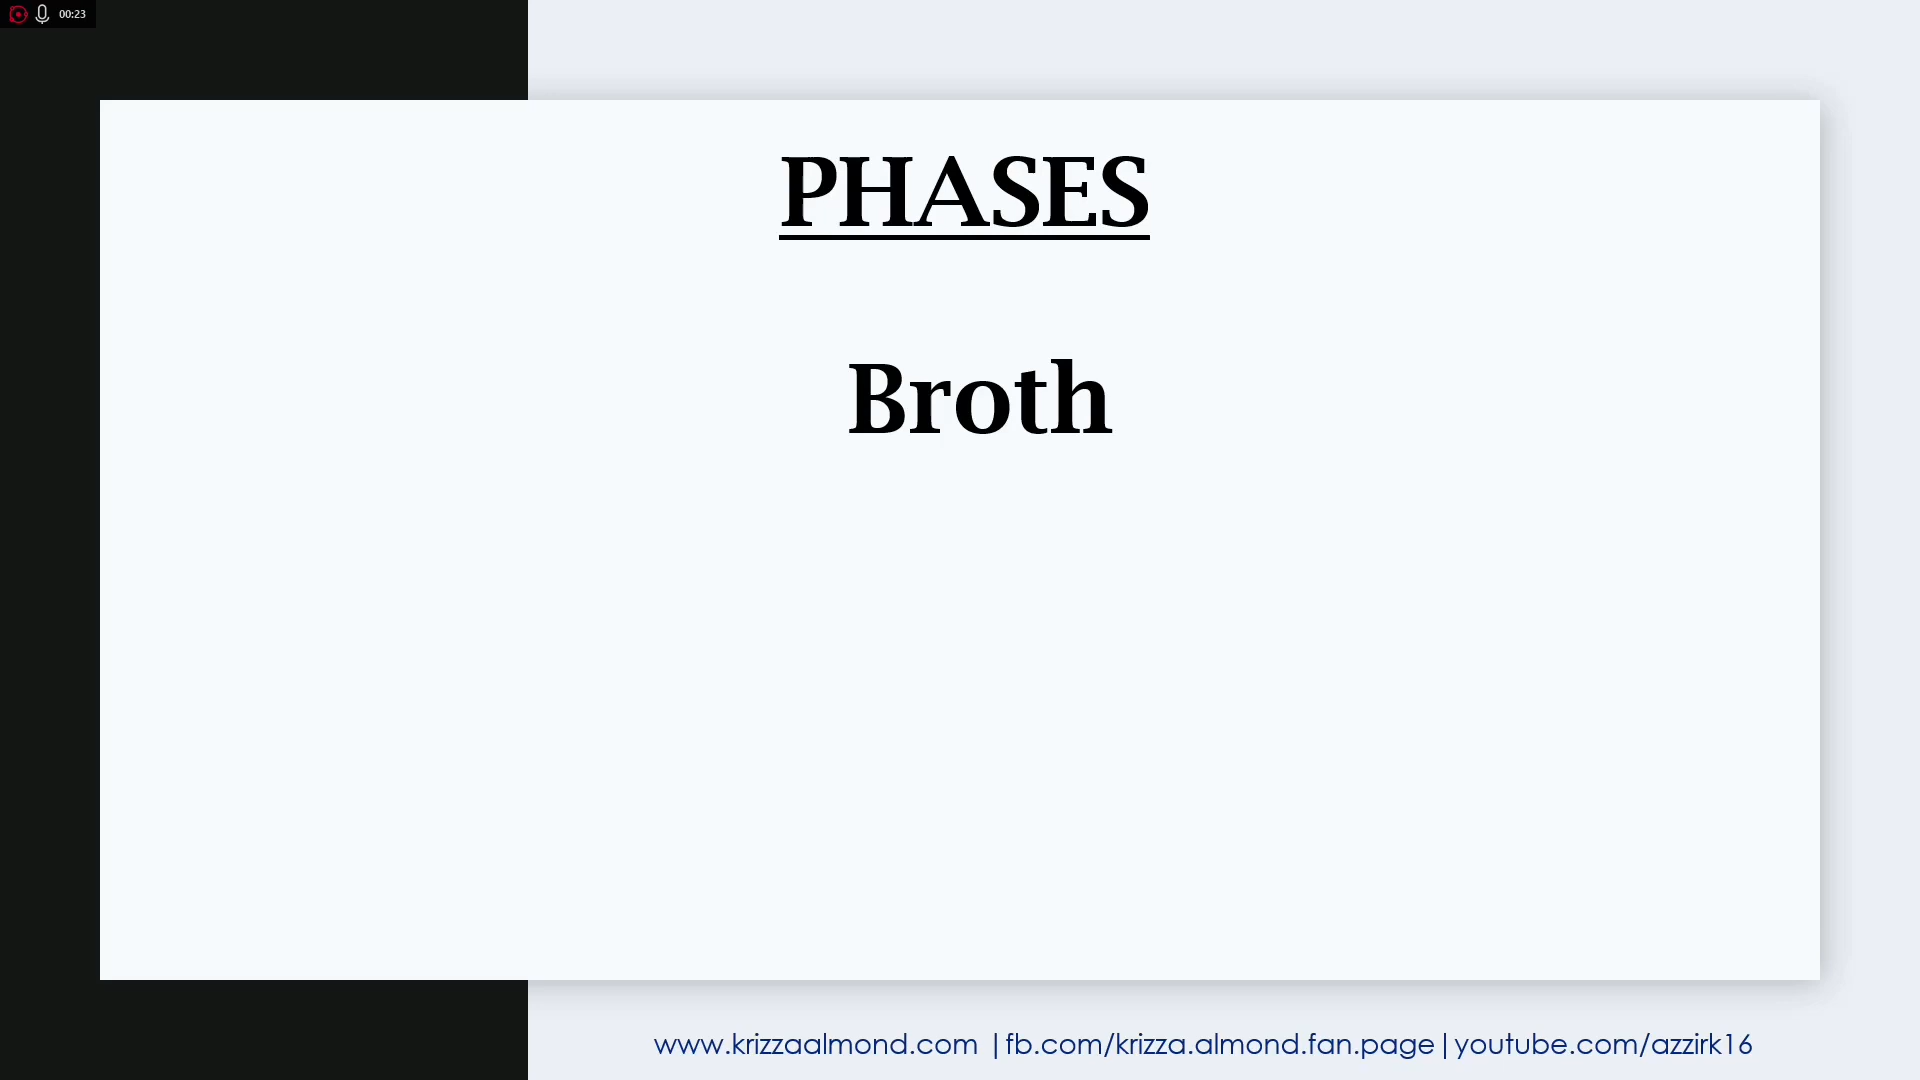 00:23
PHASES
Broth
www.krizzaalmond.com | fb.com/krizza.almond.fan.page | youtube.com/azzirk16